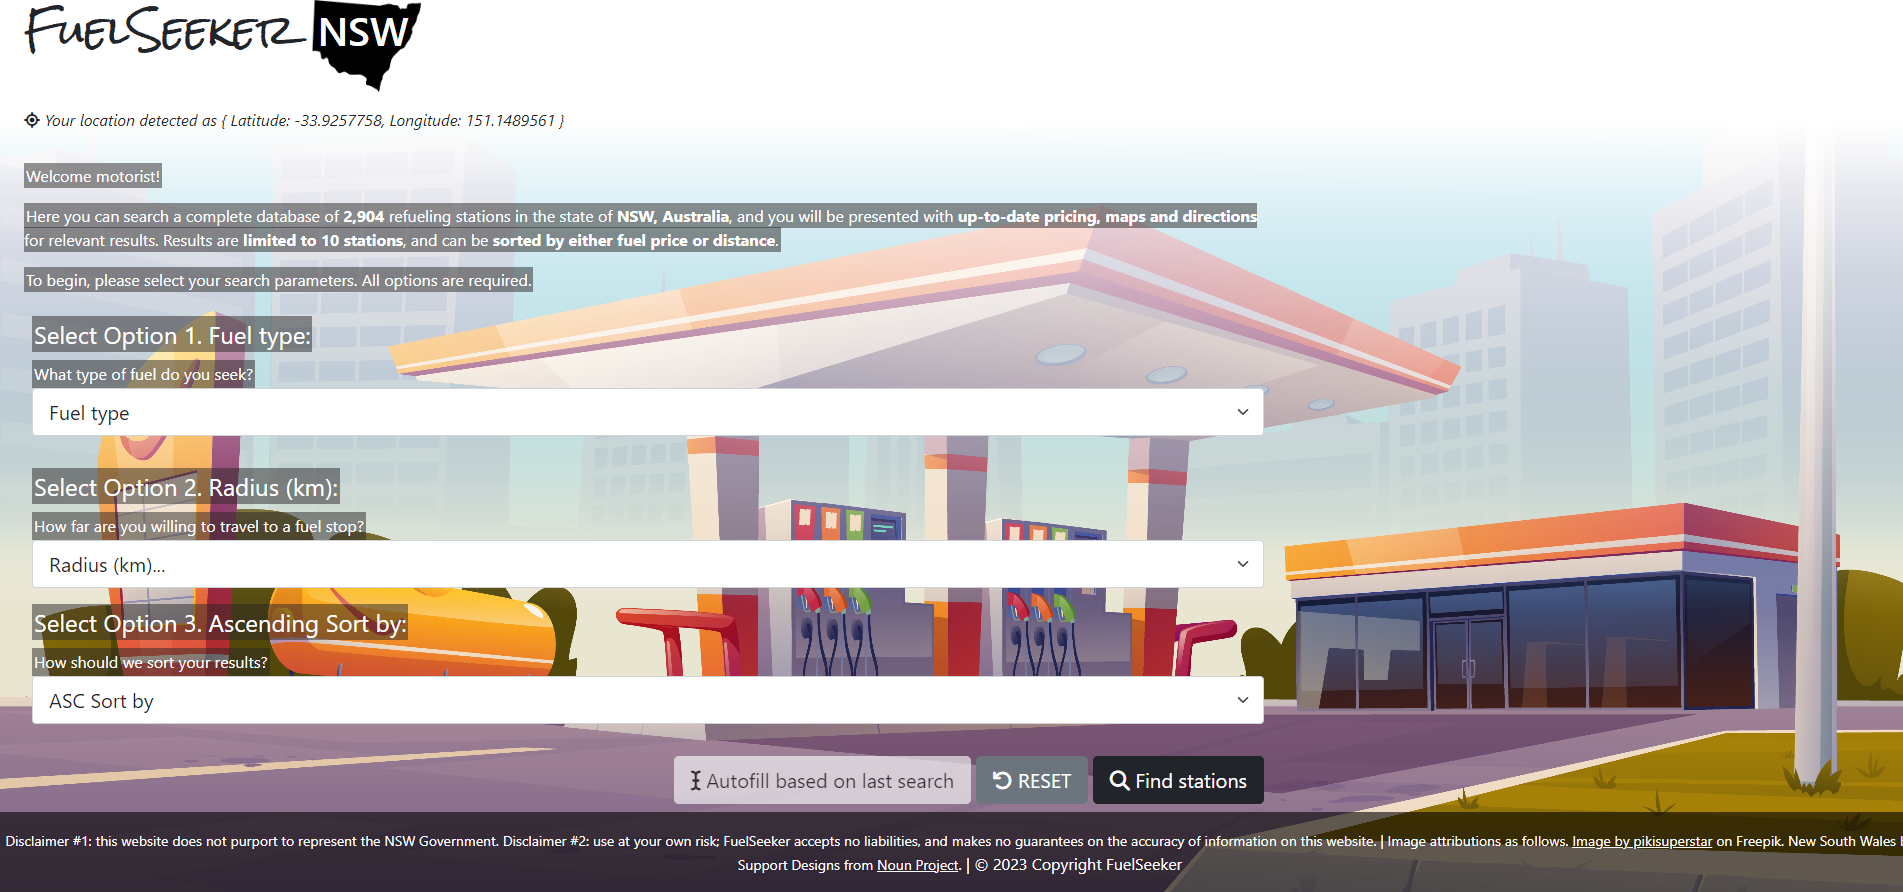 FUELSEEKER NSW
Your location detected as { Latitude: -33.9257758, Longitude: 151.1489561 }
Welcome motorist!
Here you can search a complete database of 2,904 refueling stations in the state of NSW, Australia, and you will be presented with up-to-date pricing, maps and directions
for relevant results. Results are limited to 10 stations, and can be sorted by either fuel price or distance.
To begin, please select your search parameters. All options are required.
Select Option 1. Fuel type:
What type of fuel do you seek?
Fuel type
Select Option 2. Radius (km):
How far are you willing to travel to a fuel stop?
Radius (km)...
Select Option 3. Ascending Sort by:
How should we sort your results?
ASC Sort by
Autofill based on last search RESET Find stations
Disclaimer #1: this website does not purport to represent the NSW Government. Disclaimer #2: use at your own risk; FuelSeeker accepts no liabilities, and makes no guarantees on the accuracy of information on this website. | Image attributions as follows. Image by pikisuperstar on Freepik. New South Wales
Support Designs from Noun Project. | © 2023 Copyright FuelSeeker